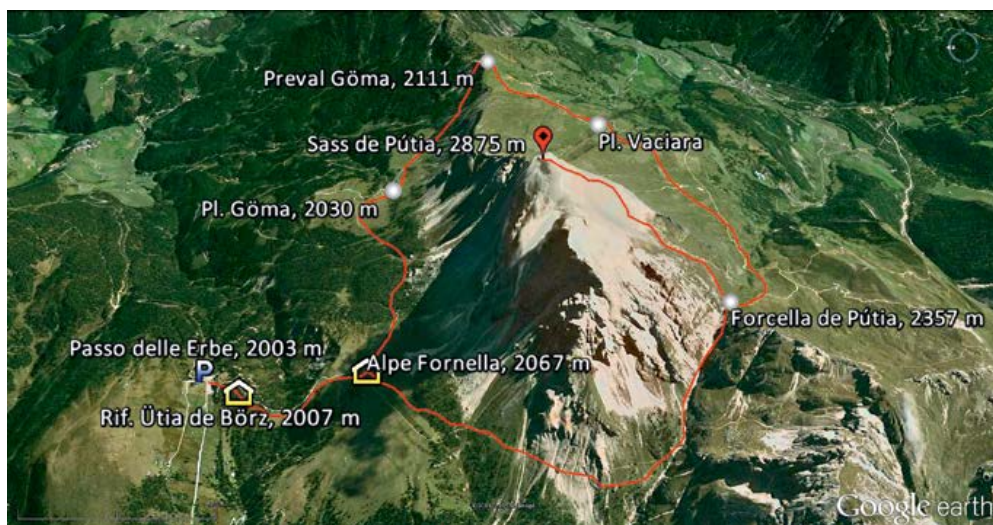 Preval Göma, 2111 m
Sass de Pútia, 2875 m
Pl. Vaciara
Pl. Göma, 2030 m
Forcella de Pútia, 2357 m
Passo delle Erbe, 2003 m
P
Alpe Fornella, 2067 m
Rif. Ütia de Börz, 2007 m
Google earth